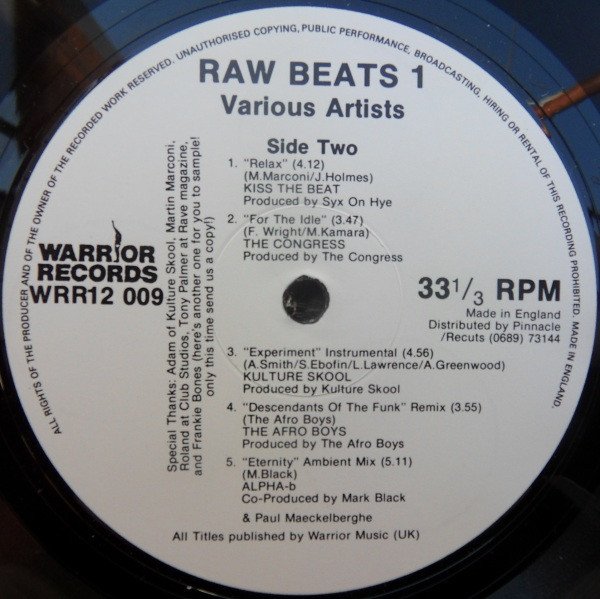 ALL RIGHTS OF THE PRODUCER AND OF THE OWNER OF THE RECORDED WORK RESERVED. UNAUTHORISED COPYING, PUBLIC PERFORMANCE, BROADCASTING, HIRING OR RENTAL OF THIS RECORDING PROHIBITED. MADE IN ENGLAND.
RAW BEATS 1
Various Artists
Side Two
1. "Relax" (4.12)
(M.Marconi/J.Holmes)
KISS THE BEAT
Produced by Syx On Hye
2. "For The Idle" (3.47)
(F. Wright/M.Kamara)
THE CONGRESS
Produced by The Congress
WARRIOR
RECORDS
WRR12 009
33 1/3 RPM
Made in England
Distributed by Pinnacle
/Recuts (0689) 73144
Special Thanks: Adam of Kulture Skool, Martin Marconi,
Roland at Club Studios, Tony Palmer at Rave magazine,
and Frankie Bones (here's another one for you to sample!
only this time send us a copy!)
3. "Experiment" Instrumental (4.56)
(A.Smith/S.Ebofin/L.Lawrence/A.Greenwood)
KULTURE SKOOL
Produced by Kulture Skool
4. "Descendants Of The Funk" Remix (3.55)
(The Afro Boys)
THE AFRO BOYS
Produced by The Afro Boys
5. "Eternity" Ambient Mix (5.11)
(M.Black)
ALPHA-b
Co-Produced by Mark Black
& Paul Maeckelberghe
All Titles published by Warrior Music (UK)